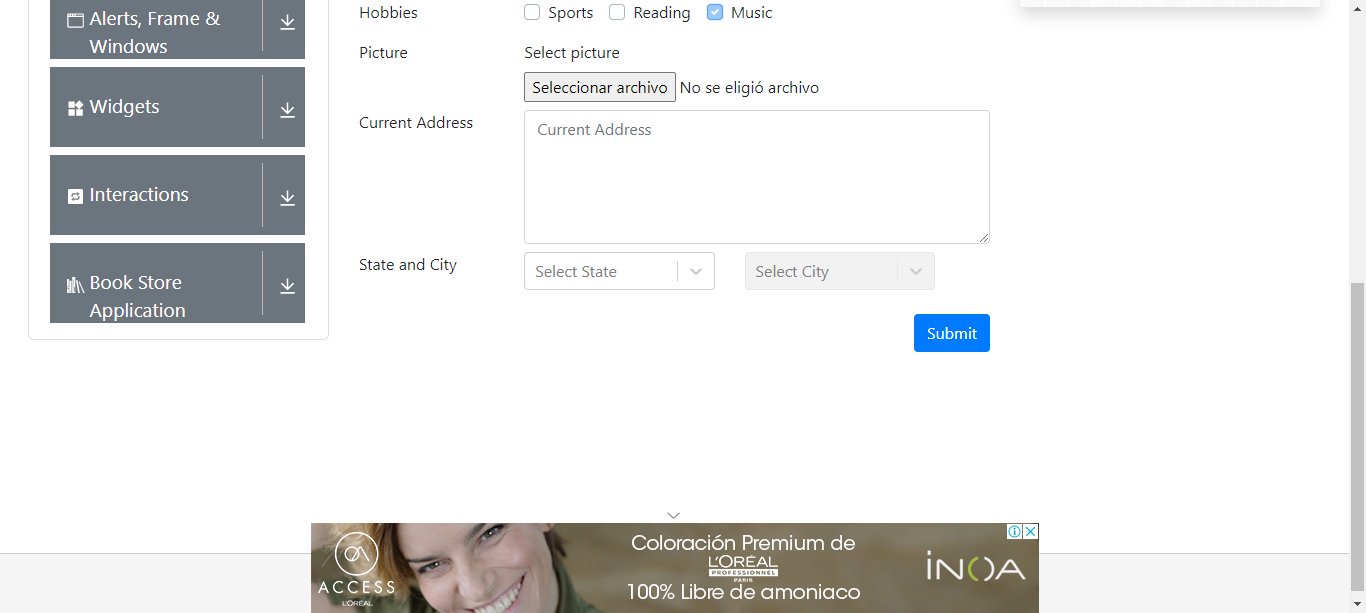 Alerts, Frame &
Windows
Widgets
Interactions
Book Store
Application
Hobbies
Sports Reading Music
Picture
Select picture
Seleccionar archivo No se eligió archivo
Current Address
Current Address
State and City
Select State
Select City
Submit
ACCESS
L'ORÉAL
Coloración Premium de
L'ORÉAL
PROFESSIONNEL
PARIS
100% Libre de amoniaco
iNOA